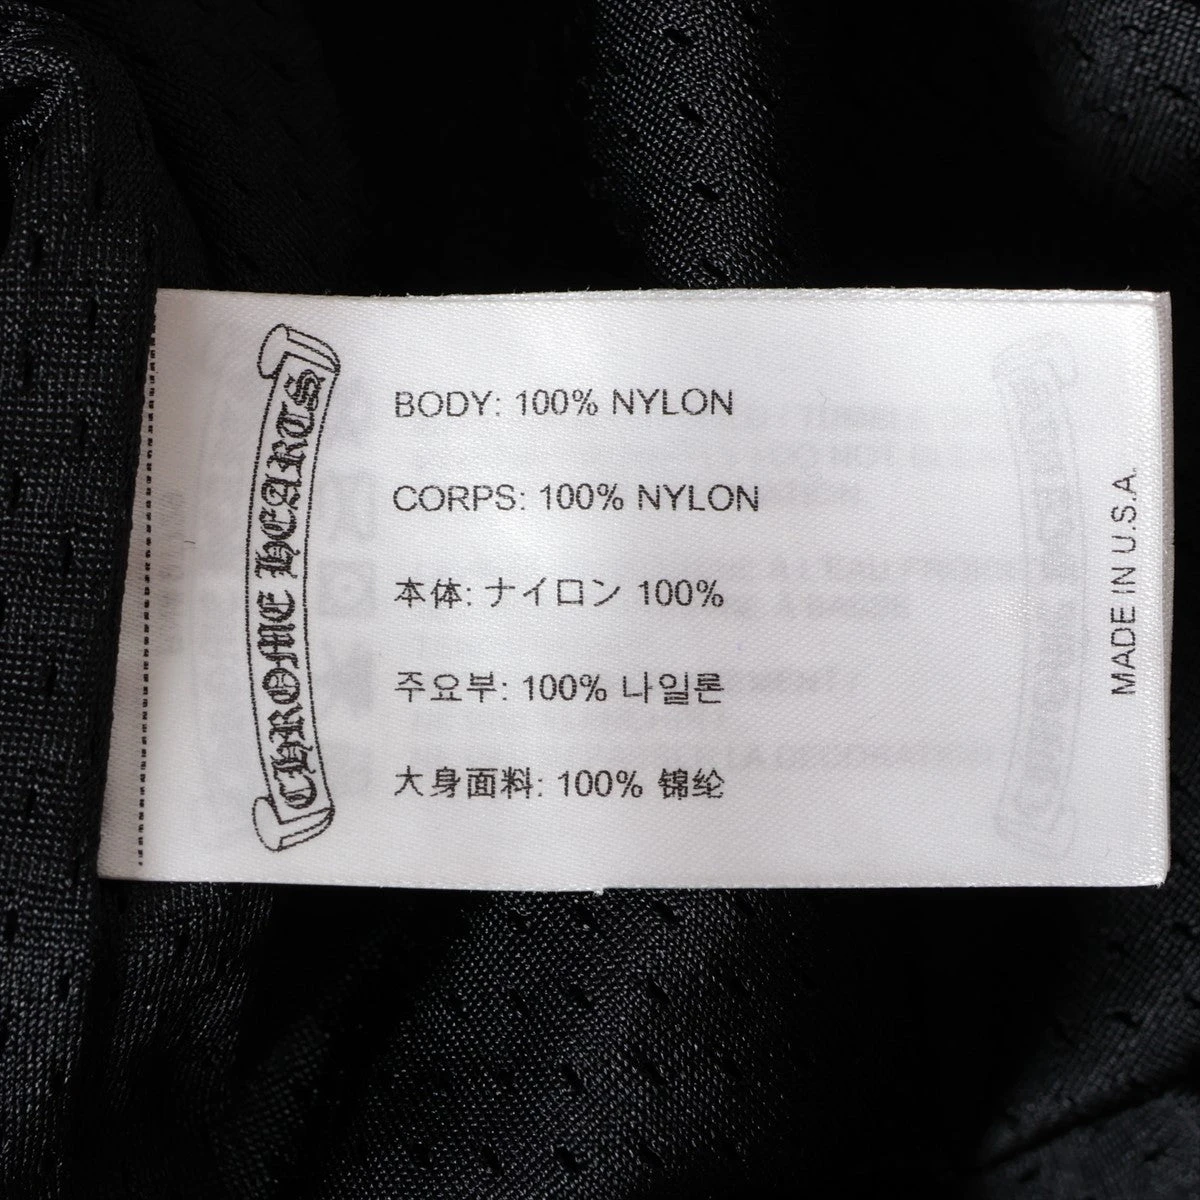 CHROME HEARTS
BODY: 100% NYLON
CORPS: 100% NYLON
本体: ナイロン 100%
주요부: 100% 나일론
大身面料: 100% 锦纶
MADE IN U.S.A.